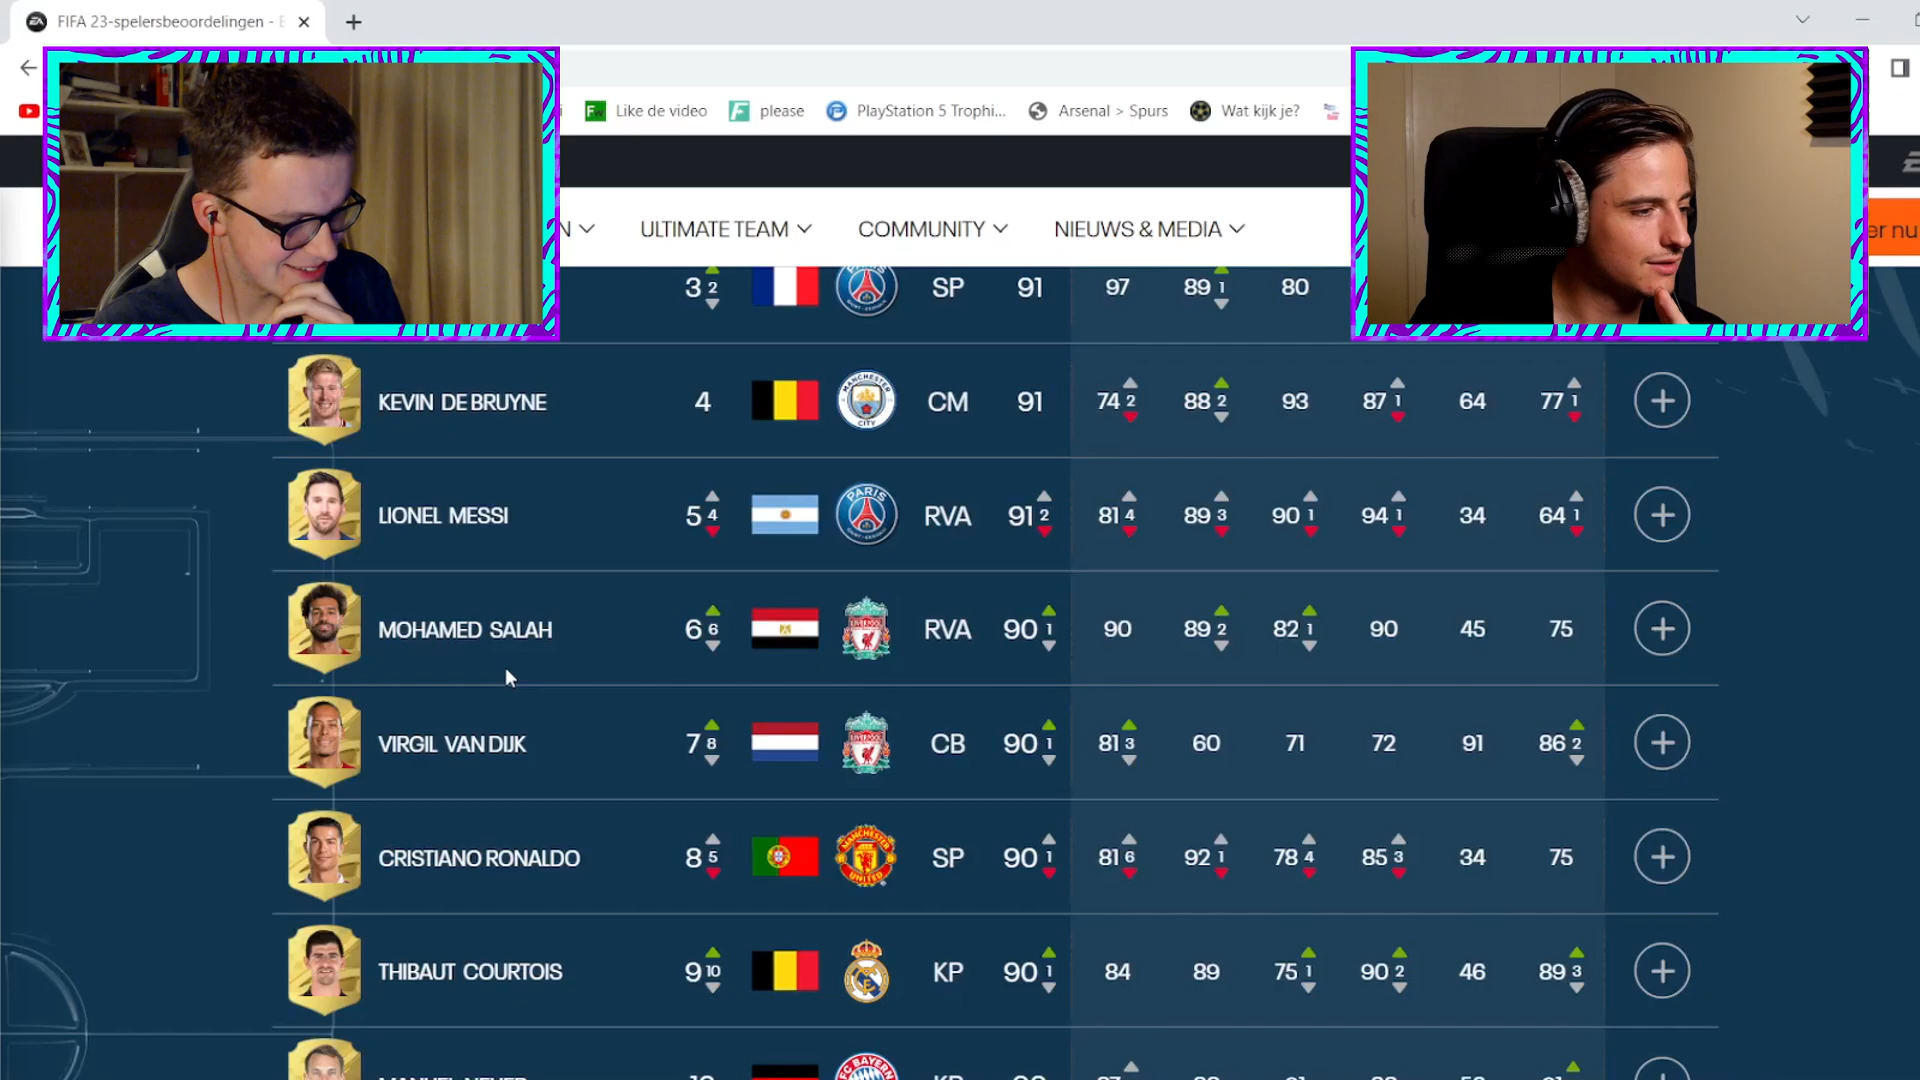 FIFA 23-spelersbeoordelingen - E
Like de video please PlayStation 5 Trophi... Arsenal > Spurs Wat kijk je?
N ULTIMATE TEAM COMMUNITY NIEUWS & MEDIA
er nu
3 2 SP 91 97 89 1 80
KEVIN DE BRUYNE 4 CM 91 74 2 88 2 93 87 1 64 77 1
LIONEL MESSI 5 4 RVA 91 2 81 4 89 3 90 1 94 1 34 64 1
MOHAMED SALAH 6 6 RVA 90 1 90 89 2 82 1 90 45 75
VIRGIL VAN DIJK 7 8 CB 90 1 81 3 60 71 72 91 86 2
CRISTIANO RONALDO 8 5 SP 90 1 81 6 92 1 78 4 85 3 34 75
THIBAUT COURTOIS 9 10 KP 90 1 84 89 75 1 90 2 46 89 3